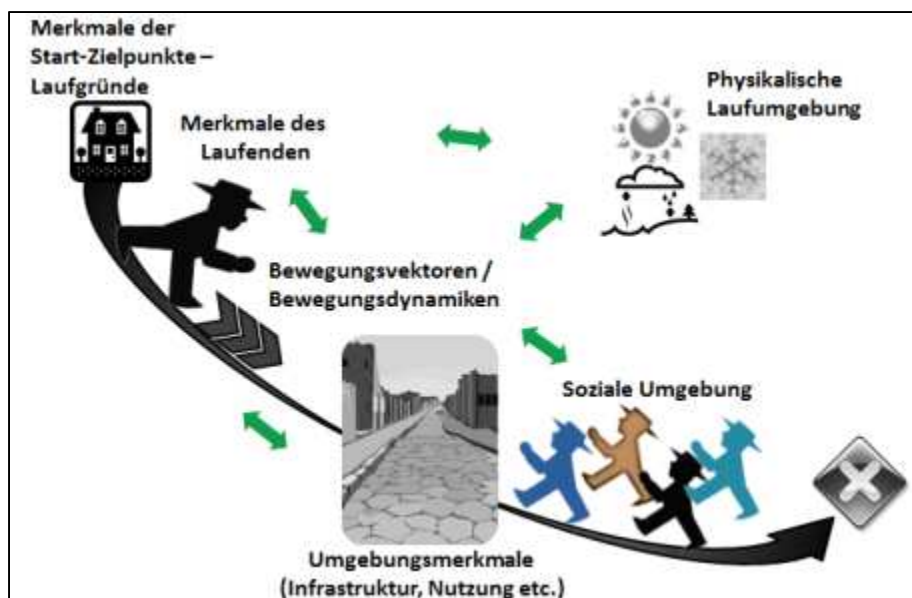 Merkmale der
Start-Zielpunkte –
Laufgründe
Merkmale des
Laufenden
Physikalische
Laufumgebung
Bewegungsvektoren /
Bewegungsdynamiken
Soziale Umgebung
Umgebungsmerkmale
(Infrastruktur, Nutzung etc.)